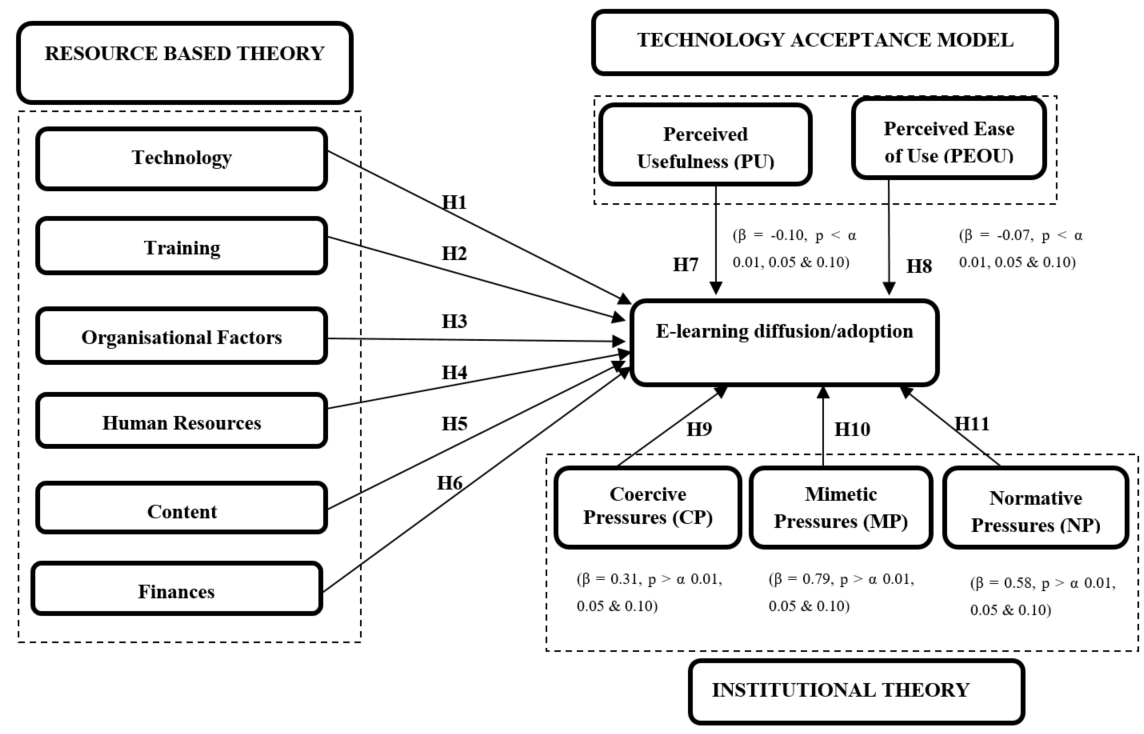 RESOURCE BASED THEORY
Technology
Training
Organisational Factors
Human Resources
Content
Finances
H1
H2
H3
H4
H5
H6
TECHNOLOGY ACCEPTANCE MODEL
Perceived
Usefulness (PU)
Perceived Ease
of Use (PEOU)
(β = -0.10, p < α
0.01, 0.05 & 0.10)
(β = -0.07, p < α
0.01, 0.05 & 0.10)
H7
H8
E-learning diffusion/adoption
H9
H10
H11
Coercive
Pressures (CP)
Mimetic
Pressures (MP)
Normative
Pressures (NP)
(β = 0.31, p > α 0.01,
0.05 & 0.10)
(β = 0.79, p > α 0.01,
0.05 & 0.10)
(β = 0.58, p > α 0.01,
0.05 & 0.10)
INSTITUTIONAL THEORY